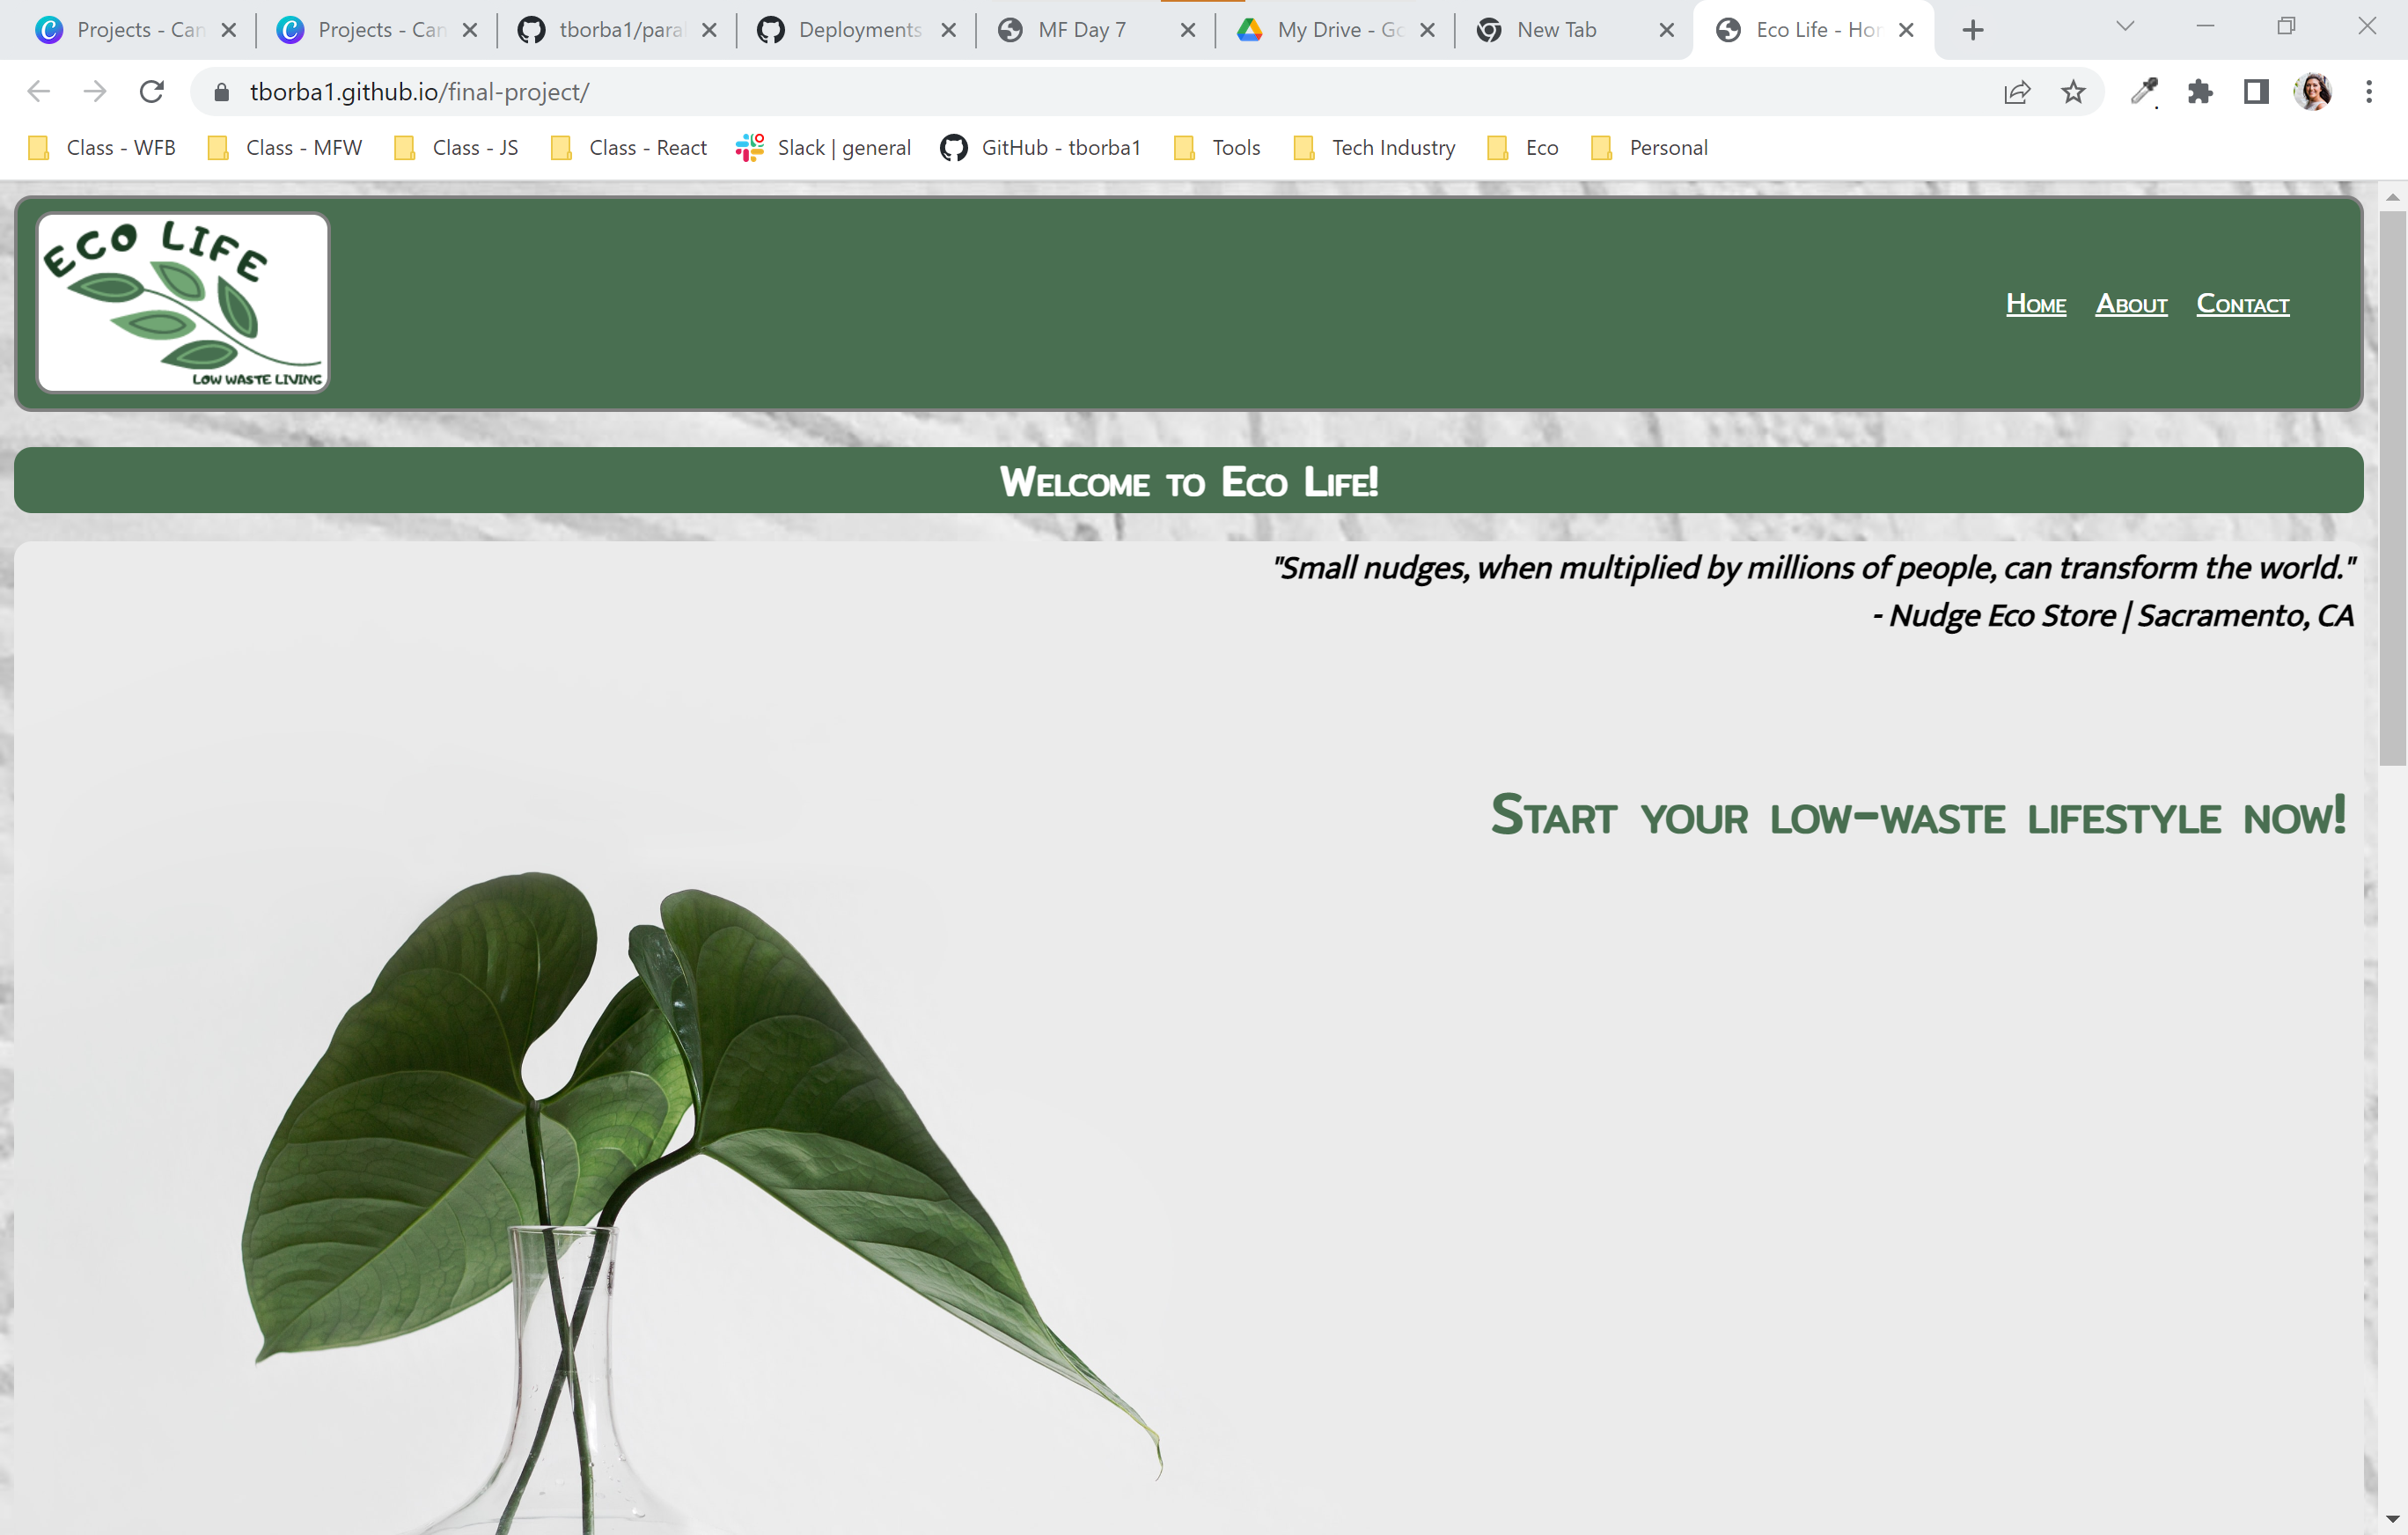 Projects - Can
Projects - Can
tborba1/paral
Deployments
MF Day 7
My Drive - Go
New Tab
Eco Life - Hor
tborba1.github.io/final-project/
Class - WFB
Class - MFW
Class - JS
Class - React
Slack | general
GitHub - tborba1
Tools
Tech Industry
Eco
Personal
ECO LIFE
LOW WASTE LIVING
Home About Contact
Welcome to Eco Life!
"Small nudges, when multiplied by millions of people, can transform the world."
- Nudge Eco Store | Sacramento, CA
Start your low-waste lifestyle now!